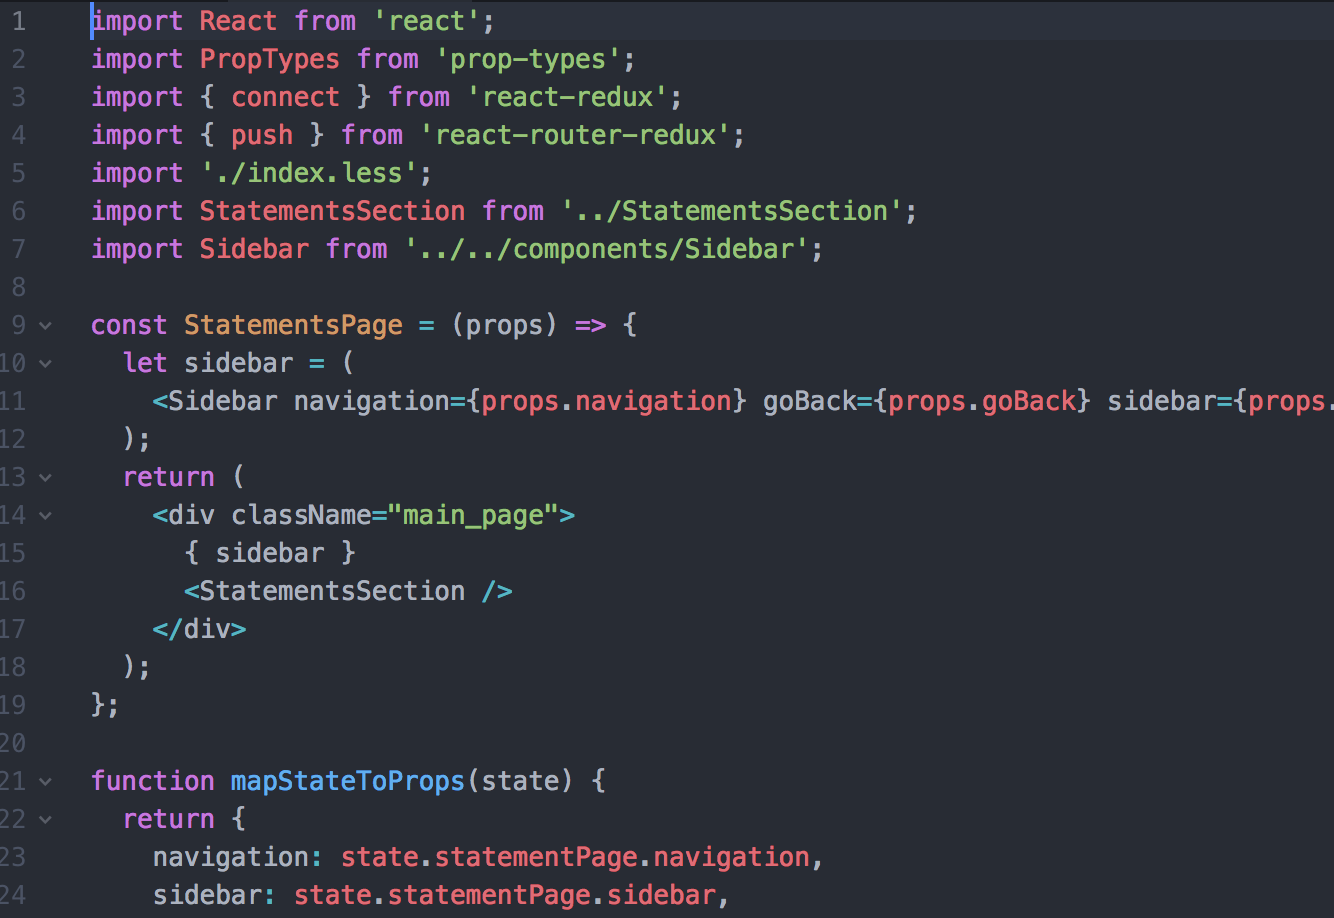 1 import React from 'react';
2 import PropTypes from 'prop-types';
3 import { connect } from 'react-redux';
4 import { push } from 'react-router-redux';
5 import './index.less';
6 import StatementsSection from '../StatementsSection';
7 import Sidebar from '../../components/Sidebar';
8
9 const StatementsPage = (props) => {
10   let sidebar = (
11     <Sidebar navigation={props.navigation} goBack={props.goBack} sidebar={props.
12   );
13   return (
14     <div className="main_page">
15       { sidebar }
16       <StatementsSection />
17     </div>
18   );
19 };
20
21 function mapStateToProps(state) {
22   return {
23     navigation: state.statementPage.navigation,
24     sidebar: state.statementPage.sidebar,